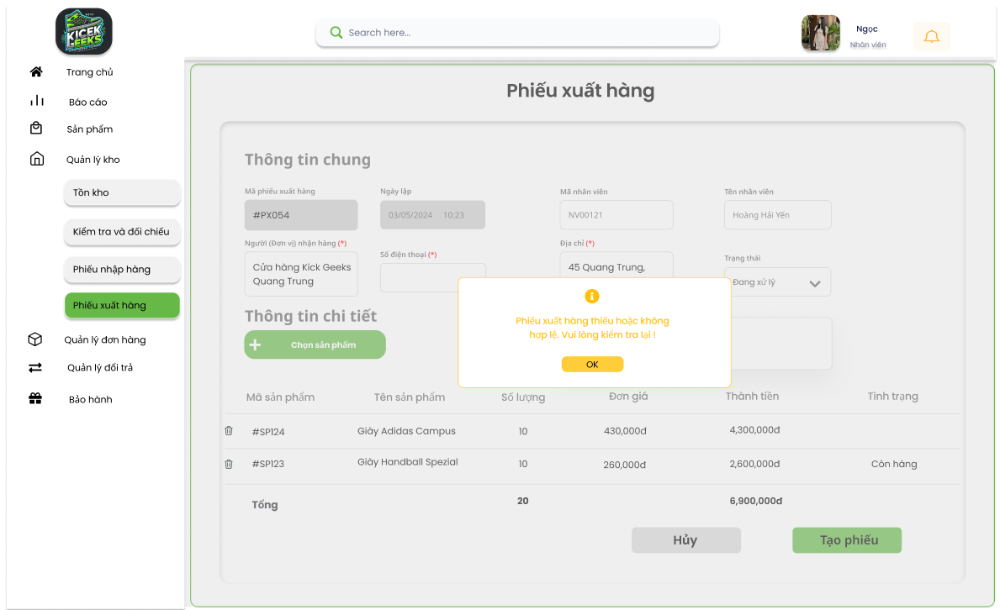 KICEK
GEEKS
Search here...
Ngọc
Nhân viên
Trang chủ
Báo cáo
Sản phẩm
Quản lý kho
Tồn kho
Kiểm tra và đối chiếu
Phiếu nhập hàng
Phiếu xuất hàng
Quản lý đơn hàng
Quản lý đổi trả
Bảo hành
Phiếu xuất hàng
Thông tin chung
Mã phiếu xuất hàng
Ngày lập
Mã nhân viên
Tên nhân viên
#PX054
03/05/2024 10:23
NV00121
Hoàng Hải Yến
Người (Đơn vị) nhận hàng (*)
Số điện thoại (*)
Địa chỉ (*)
Trạng thái
Cửa hàng Kick Geeks
Quang Trung
45 Quang Trung,
Đang xử lý
Phiếu xuất hàng thiếu hoặc không
hợp lệ. Vui lòng kiểm tra lại !
OK
Thông tin chi tiết
Chọn sản phẩm
Mã sản phẩm Tên sản phẩm Số lượng Đơn giá Thành tiền Tình trạng
#SP124 Giày Adidas Campus 10 430,000đ 4,300,000đ
#SP123 Giày Handball Spezial 10 260,000đ 2,600,000đ Còn hàng
Tổng 20 6,900,000đ
Hủy
Tạo phiếu